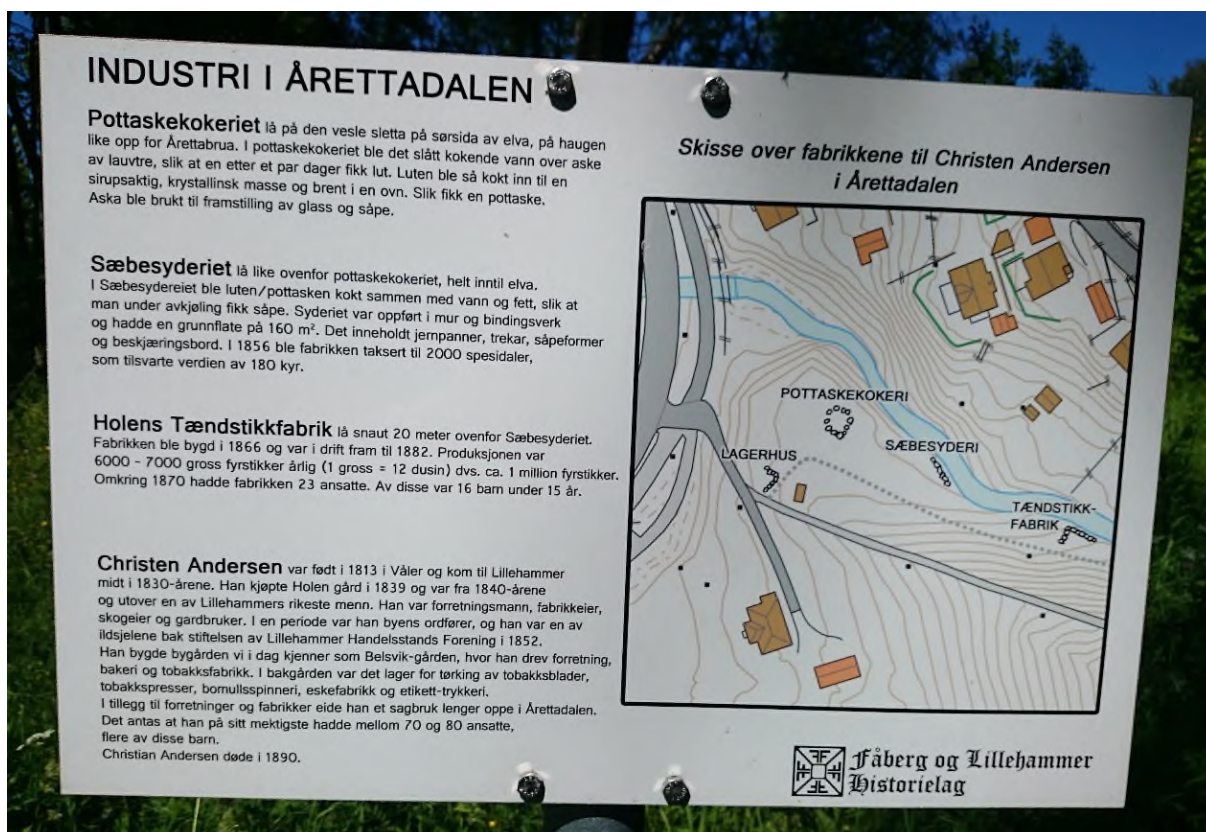 INDUSTRI I ÅRETTADALEN
Pottaskekokeriet lå på den vesle sletta på sørsida av elva, på haugen
like opp for Årettabrua. I pottaskekokeriet ble det slått kokende vann over aske
av lauvtre, slik at en etter et par dager fikk lut. Luten ble så kokt inn til en
sirupsaktig, krystallinsk masse og brent i en ovn. Slik fikk en pottaske.
Aska ble brukt til framstilling av glass og såpe.
Sæbesyderiet lå like ovenfor pottaskekokeriet, helt inntil elva.
I Sæbesydereiet ble luten/pottasken kokt sammen med vann og fett, slik at
man under avkjøling fikk såpe. Syderiet var oppført i mur og bindingsverk
og hadde en grunnflate på 160 m². Det inneholdt jernpanner, trekar, såpeformer
og beskjæringsbord. I 1856 ble fabrikken taksert til 2000 spesidaler,
som tilsvarte verdien av 180 kyr.
Holens Tændstikkfabrik lå snaut 20 meter ovenfor Sæbesyderiet.
Fabrikken ble bygd i 1866 og var i drift fram til 1882. Produksjonen var
6000 - 7000 gross fyrstikker årlig (1 gross = 12 dusin) dvs. ca. 1 million fyrstikker.
Omkring 1870 hadde fabrikken 23 ansatte. Av disse var 16 barn under 15 år.
Christen Andersen var født i 1813 i Våler og kom til Lillehammer
midt i 1830-årene. Han kjøpte Holen gård i 1839 og var fra 1840-årene
og utover en av Lillehammers rikeste menn. Han var forretningsmann, fabrikkeier,
skogeier og gardbruker. I en periode var han byens ordfører, og han var en av
ildsjelene bak stiftelsen av Lillehammer Handelsstands Forening i 1852.
Han bygde bygården vi i dag kjenner som Belsvik-gården, hvor han drev forretning,
bakeri og tobakksfabrikk. I bakgården var det lager for tørking av tobakksblader,
tobakkspresser, bomullsspinneri, eskefabrikk og etikett-trykkeri.
I tillegg til forretninger og fabrikker eide han et sagbruk lenger oppe i Årettadalen.
Det antas at han på sitt mektigste hadde mellom 70 og 80 ansatte,
flere av disse barn.
Christian Andersen døde i 1890.
Skisse over fabrikkene til Christen Andersen
i Årettadalen
POTTASKEKOKERI
SÆBESYDERI
LAGERHUS
TÆNDSTIKK-
FABRIK
Fåberg og Lillehammer
Historielag